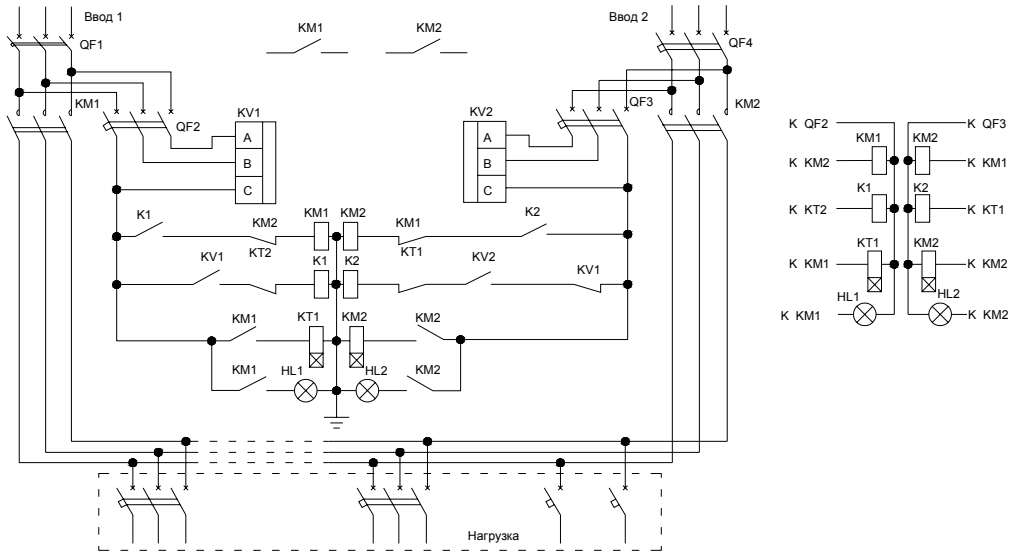 Ввод 1
KM1
KM2
Ввод 2
QF1
QF4
KM1
QF2
KV1
A
B
C
KV2
A
B
C
QF3
KM2
K QF2
K QF3
KM1
KM2
K KM2
K KM1
K1
K2
K KT2
K KT1
KT1
KM2
K KM1
K KM2
HL1
HL2
K KM1
K KM2
K1
KM2
KT2
KM1
KM2
KM1
KT1
K2
KV1
K1
K2
KV2
KV1
KM1
KT1
KM2
KM2
KM1
HL1
HL2
KM2
Нагрузка